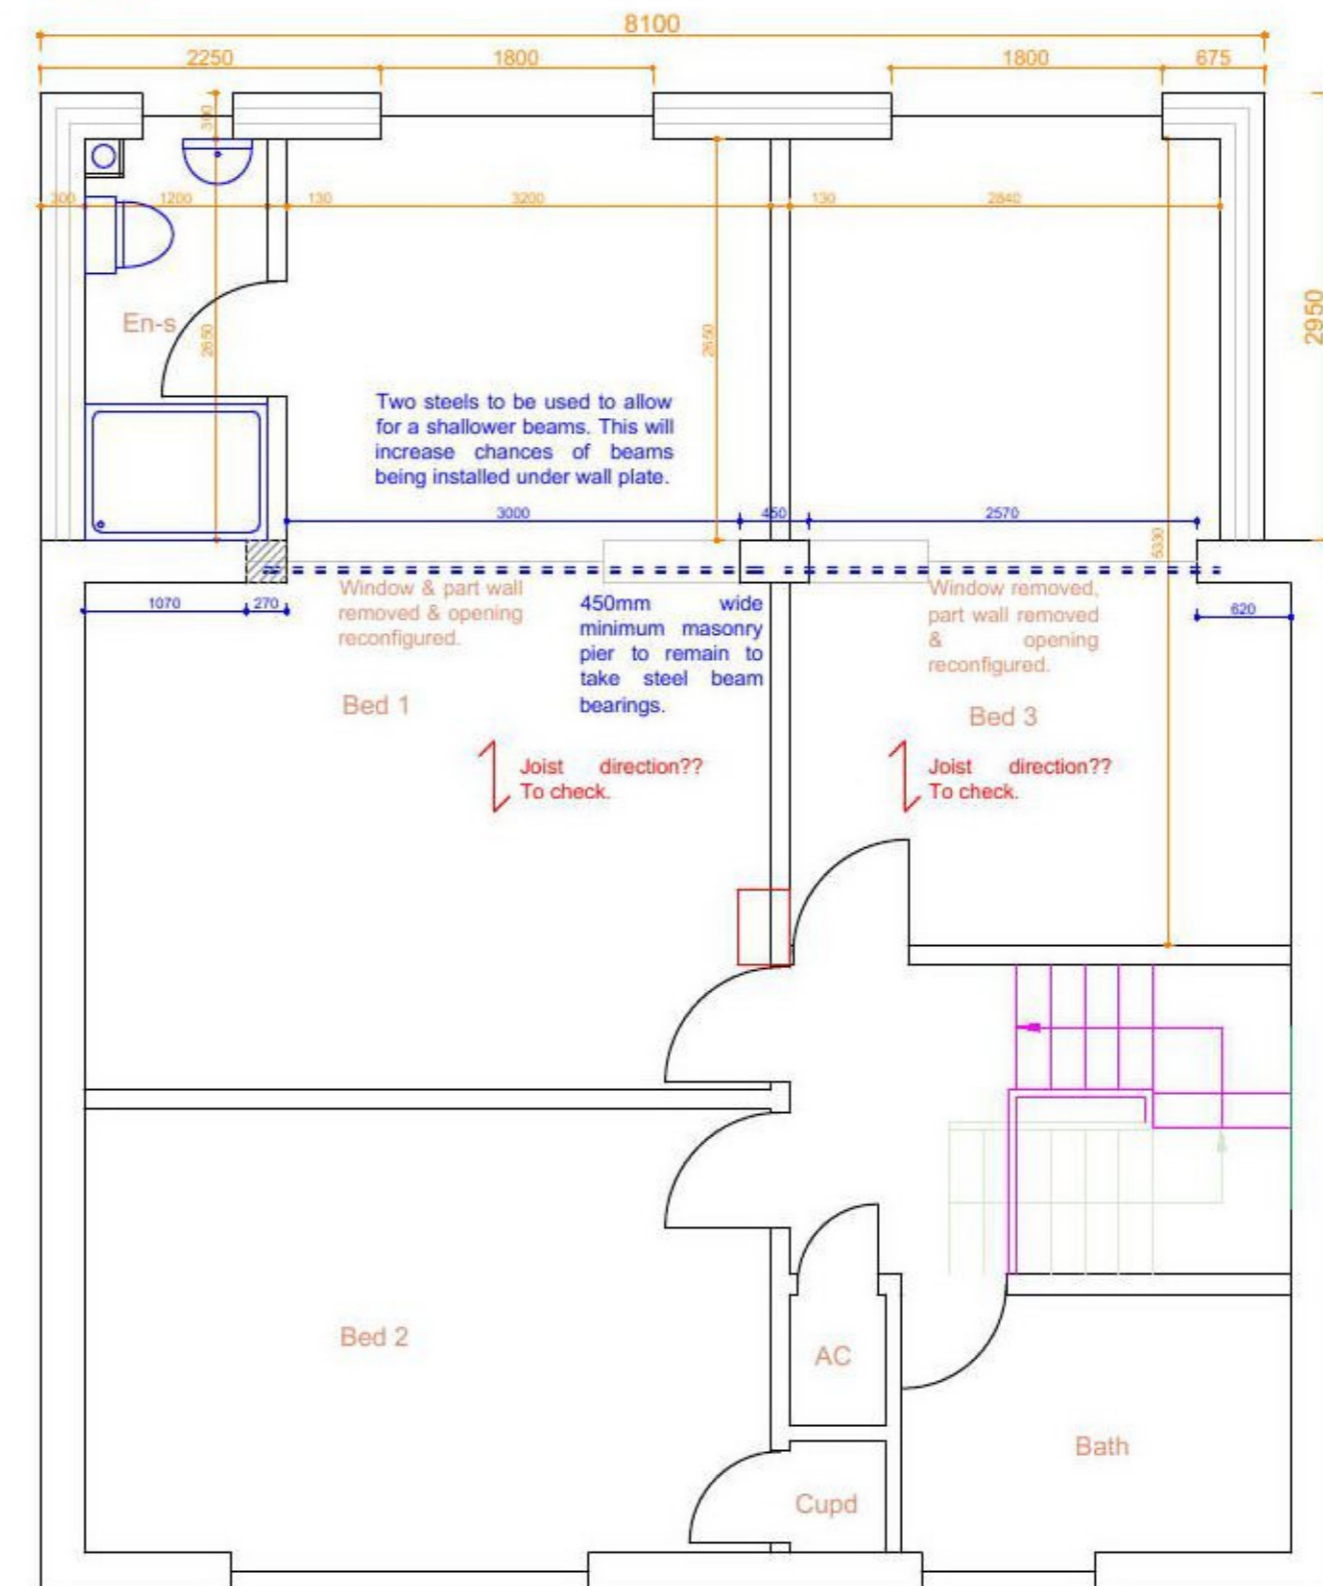 8100
2250 1800 1800 675
300
300 1200 130 3200 130 2840
2950
En-s
2650
2650
Two steels to be used to allow
for a shallower beams. This will
increase chances of beams
being installed under wall plate.
3000 450 2570
5330
Window & part wall
removed & opening
reconfigured.
450mm wide
minimum masonry
pier to remain to
take steel beam
bearings.
Window removed,
part wall removed
& opening
reconfigured.
1070 270
620
Bed 1
Bed 3
Joist direction??
To check.
Joist direction??
To check.
Bed 2
AC
Bath
Cupd